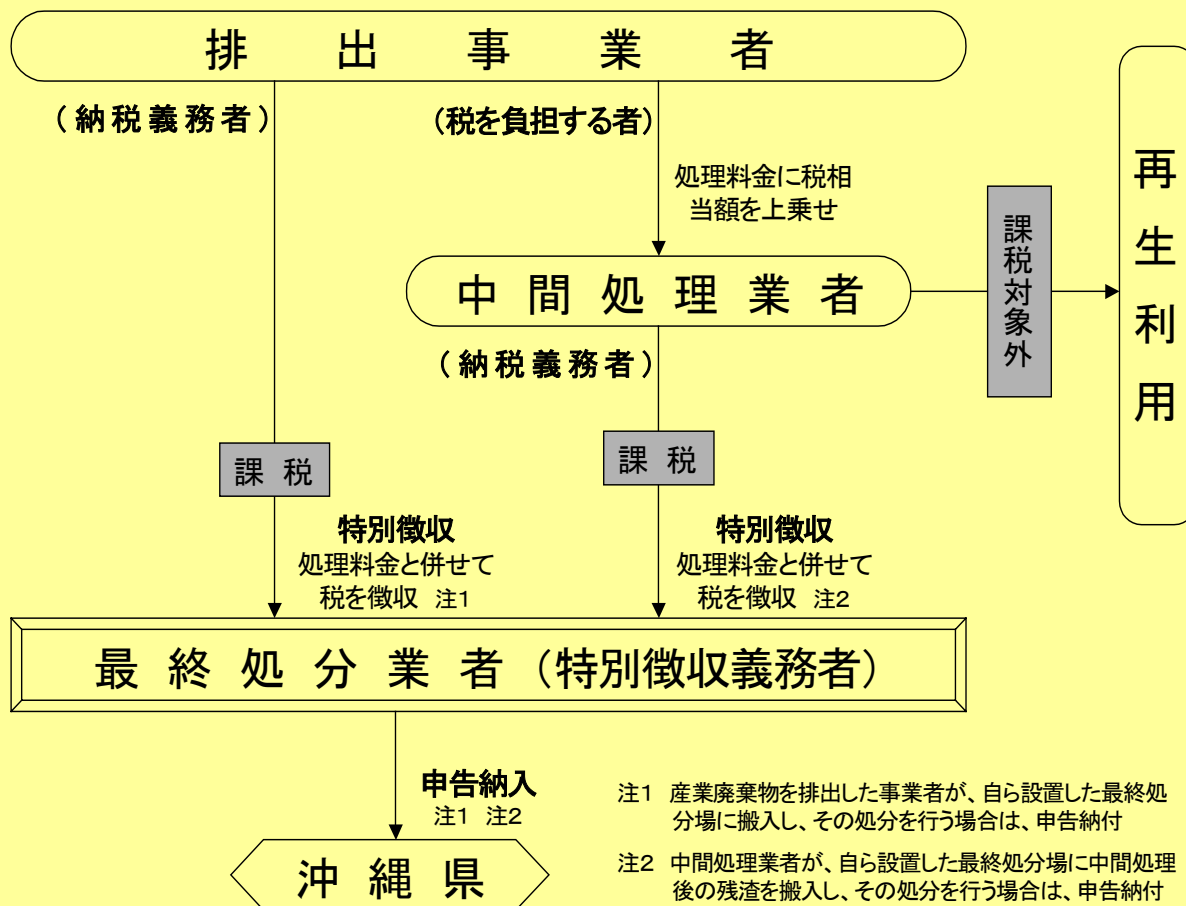 排出事業者
(納税義務者)
(税を負担する者)
処理料金に税相
当額を上乗せ
中間処理業者
課税対象外
再生利用
(納税義務者)
課税
課税
特別徴収
処理料金と併せて
税を徴収 注1
特別徴収
処理料金と併せて
税を徴収 注2
最終処分業者(特別徴収義務者)
申告納入
注1 注2
沖縄県
注1 産業廃棄物を排出した事業者が、自ら設置した最終処
分場に搬入し、その処分を行う場合は、申告納付
注2 中間処理業者が、自ら設置した最終処分場に中間処理
後の残渣を搬入し、その処分を行う場合は、申告納付